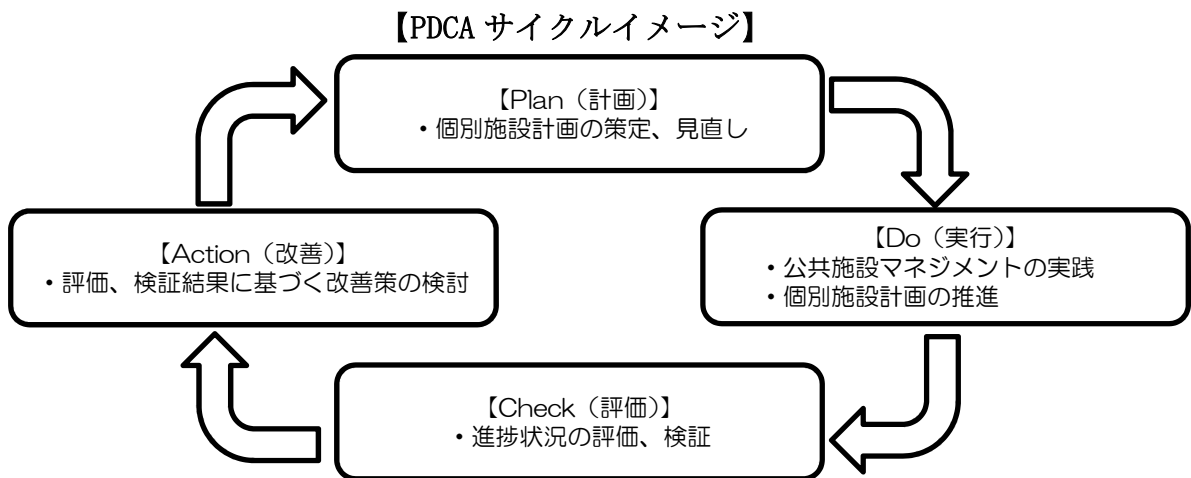 【PDCA サイクルイメージ】
【Plan（計画）】
・個別施設計画の策定、見直し
【Do（実行）】
・公共施設マネジメントの実践
・個別施設計画の推進
【Check（評価）】
・進捗状況の評価、検証
【Action（改善）】
・評価、検証結果に基づく改善策の検討